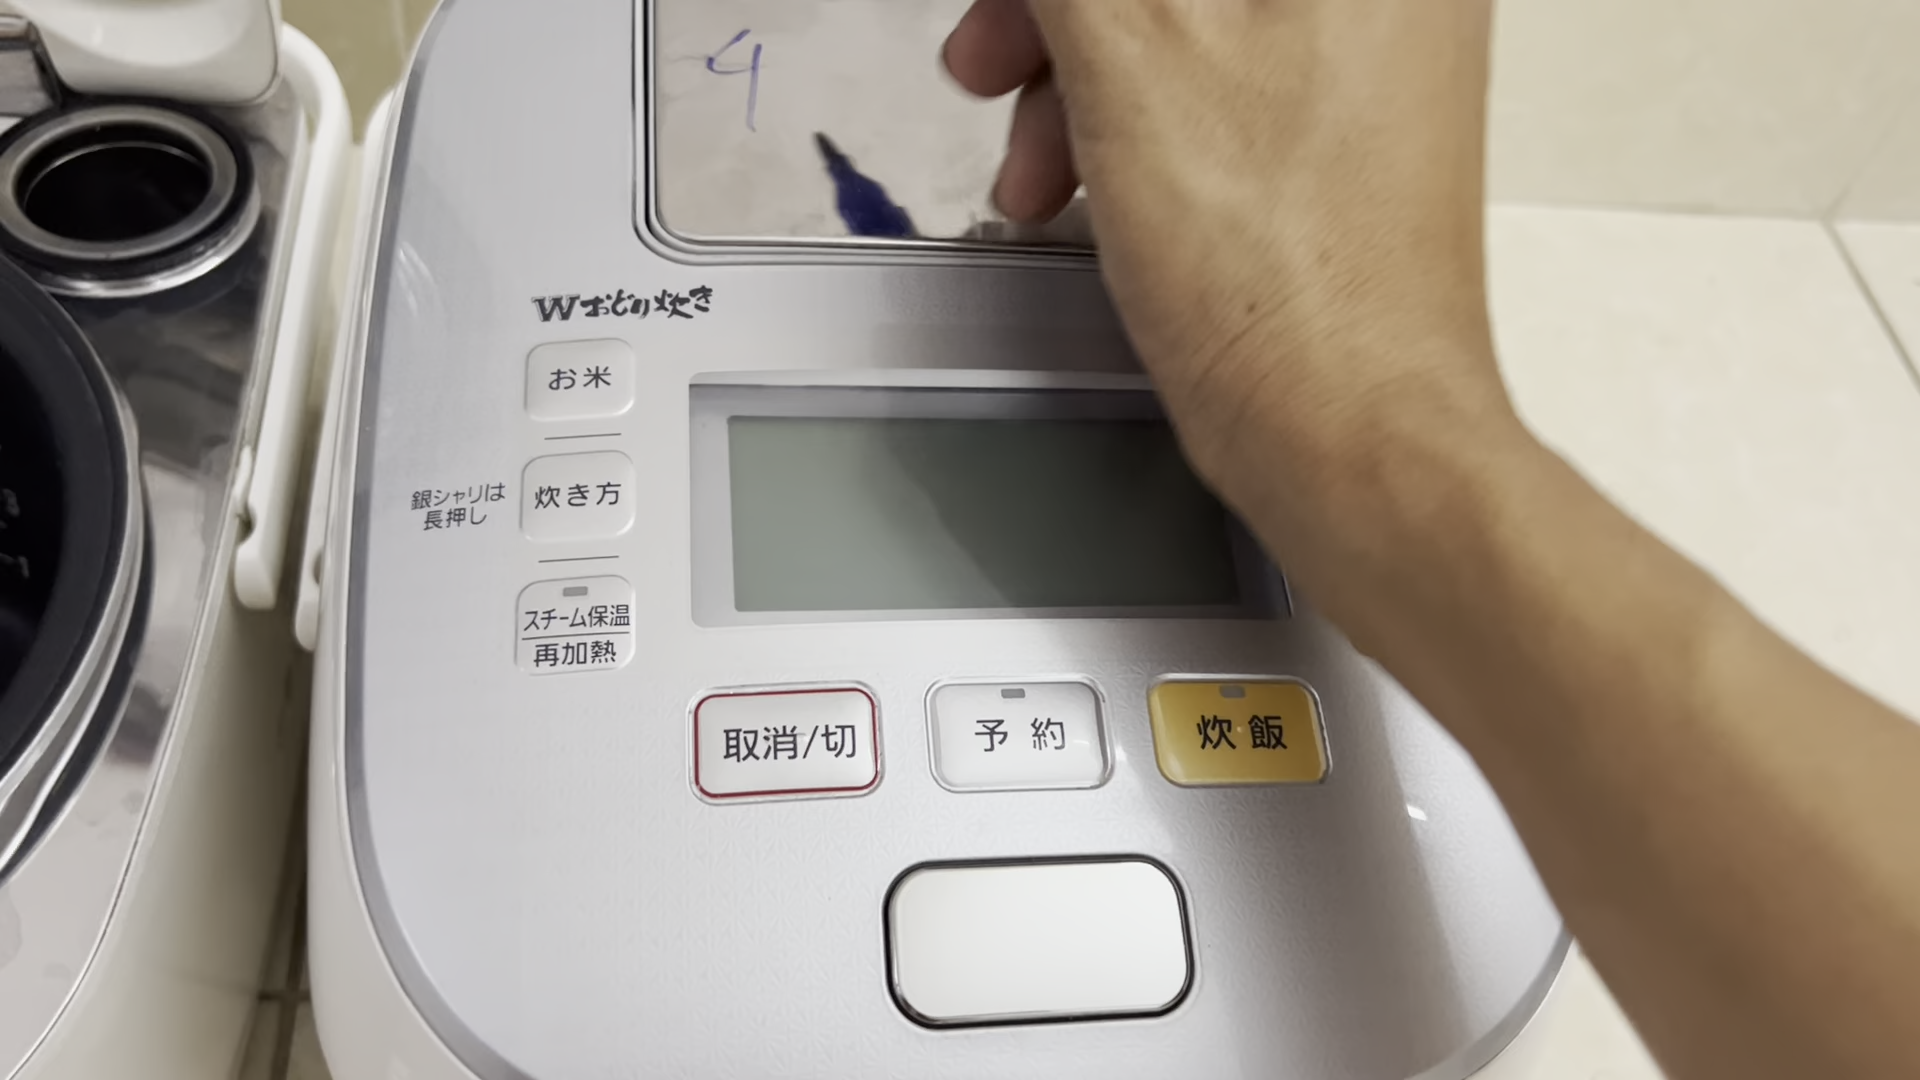 4
Wおどり炊き
お米
銀シャリは
長押し
炊き方
スチーム保温
再加熱
取消/切
予約
炊飯